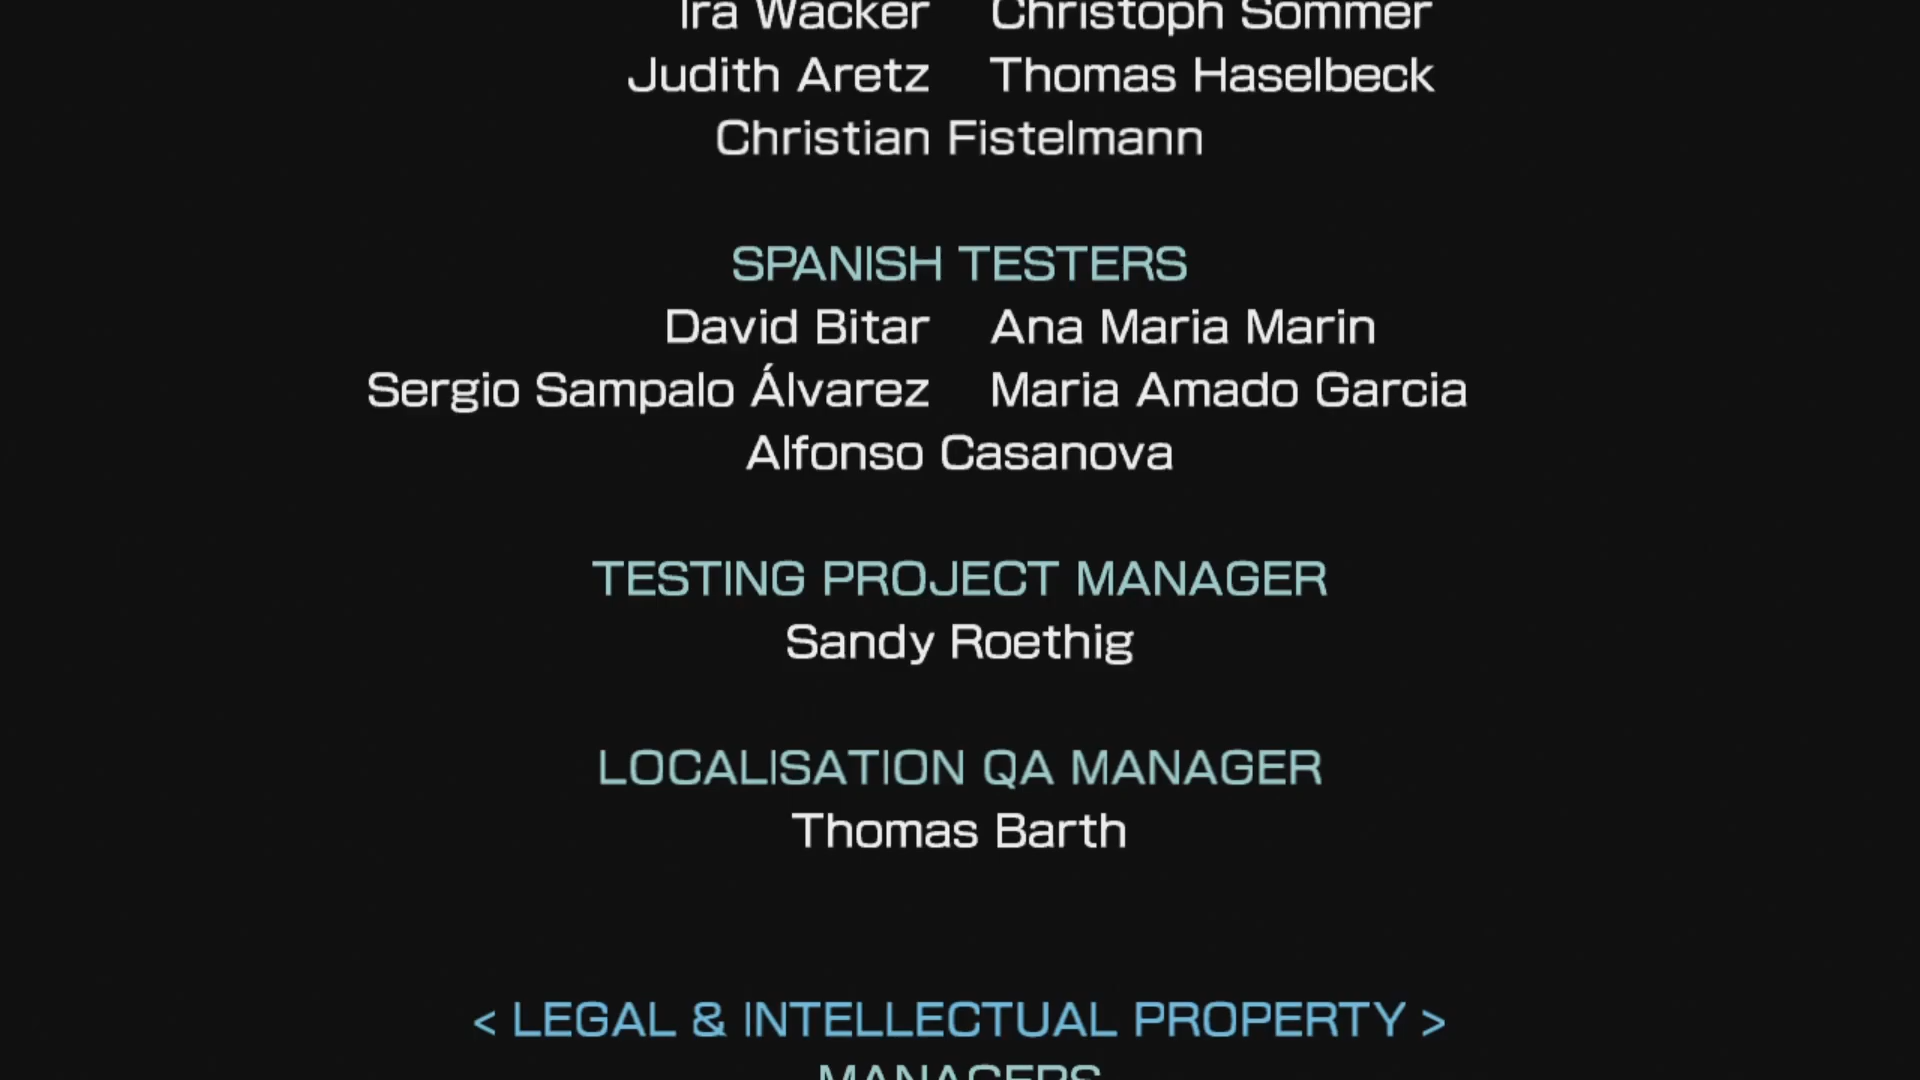 Ira Wacker Christoph Sommer
Judith Aretz Thomas Haselbeck
Christian Fistelmann
SPANISH TESTERS
David Bitar Ana Maria Marin
Sergio Sampalo Álvarez Maria Amado Garcia
Alfonso Casanova
TESTING PROJECT MANAGER
Sandy Roethig
LOCALISATION QA MANAGER
Thomas Barth
< LEGAL & INTELLECTUAL PROPERTY >
MANAGERS